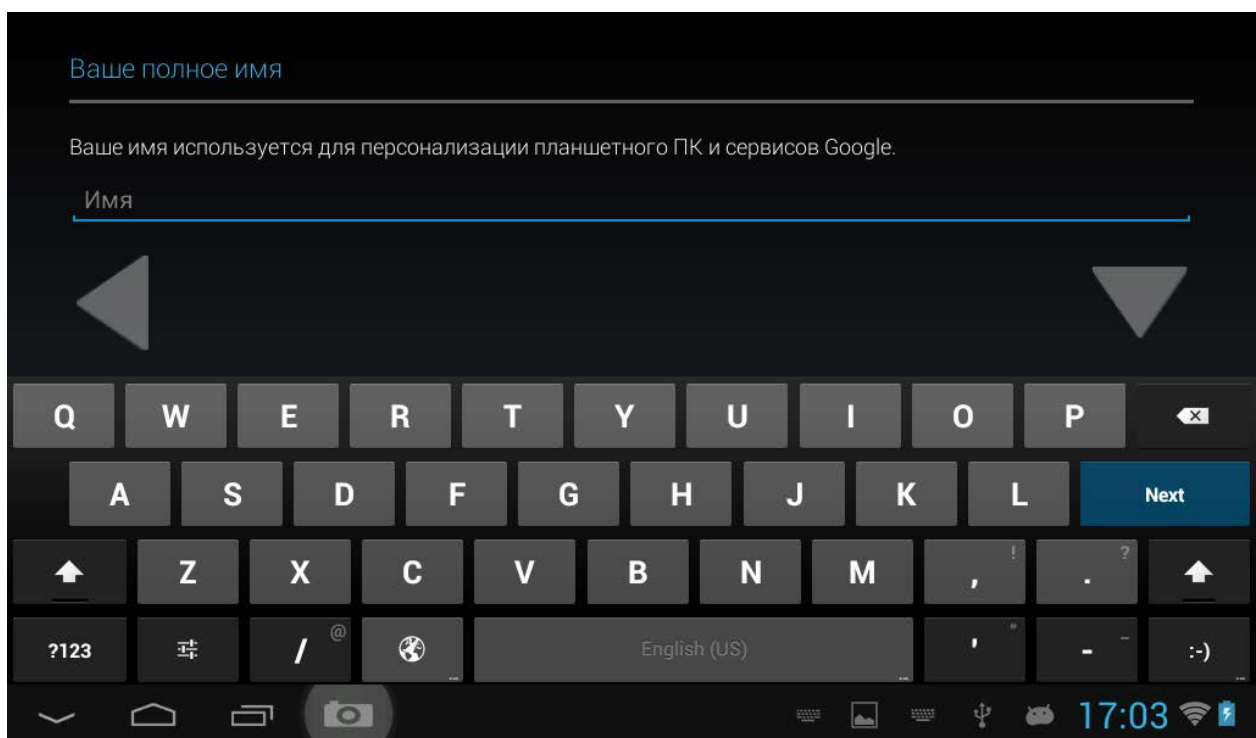 Ваше полное имя
Ваше имя используется для персонализации планшетного ПК и сервисов Google.
Имя
Q W E R T Y U I O P
A S D F G H J K L Next
Z X C V B N M , ! . ?
?123 / @ English (US) ' " - _ :-)
17:03